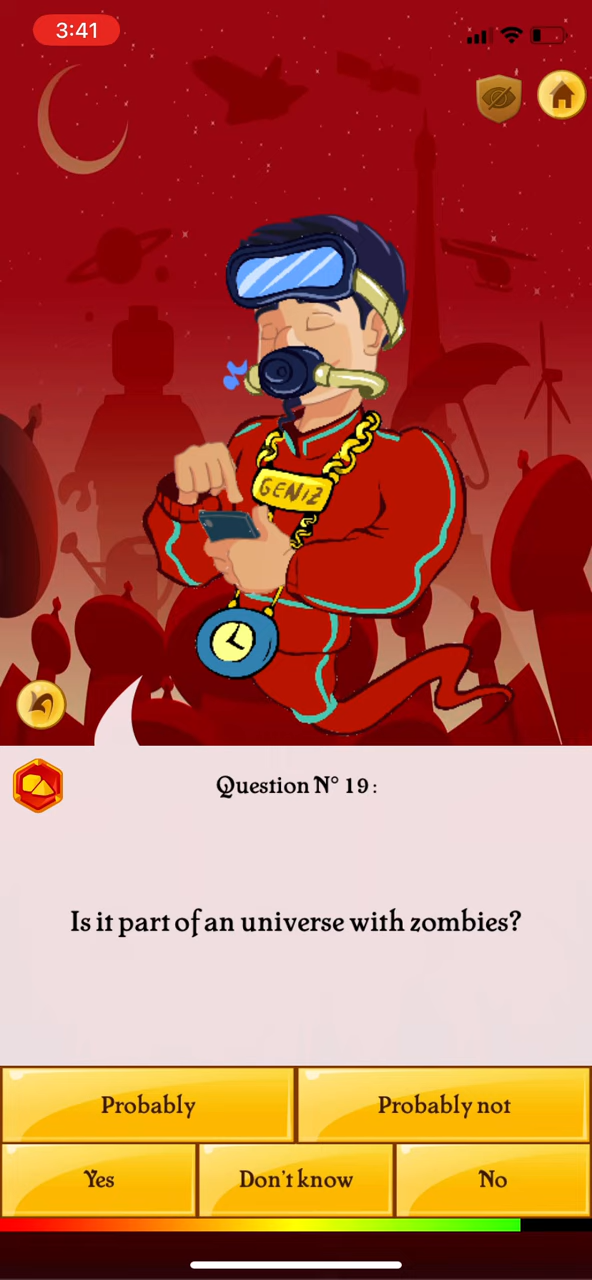 3:41
GENIZ
Question N° 19:
Is it part of an universe with zombies?
Probably
Probably not
Yes
Don't know
No